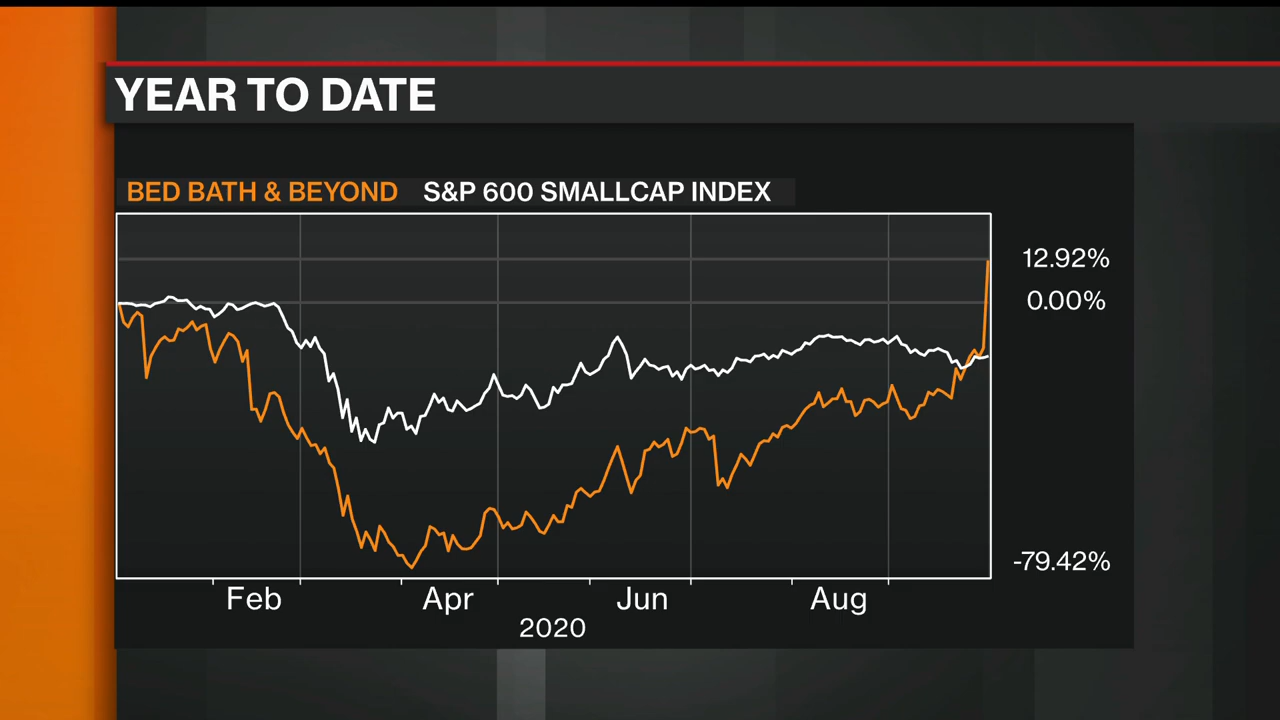 YEAR TO DATE
BED BATH & BEYOND S&P 600 SMALLCAP INDEX
12.92%
0.00%
-79.42%
Feb Apr Jun Aug
2020